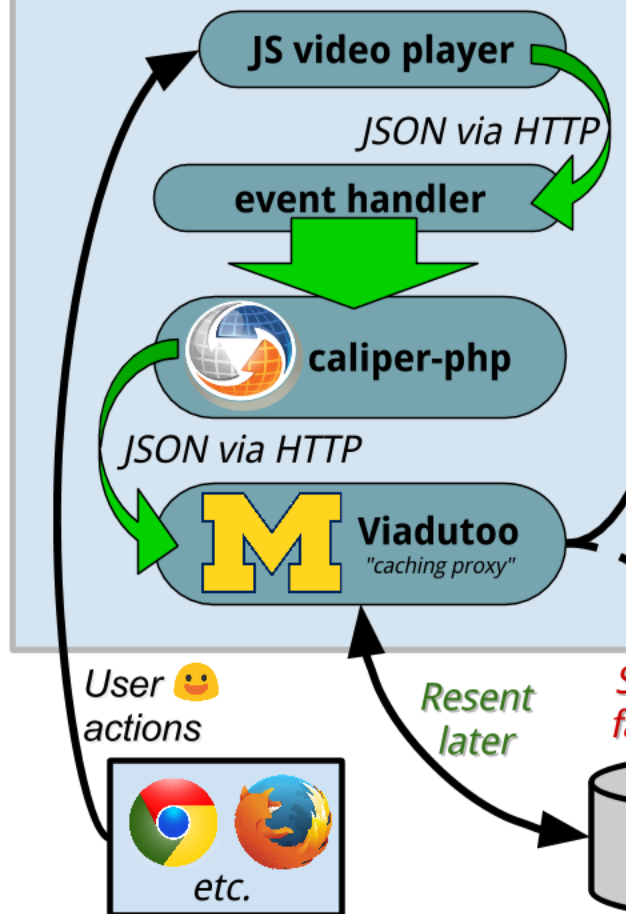 JS video player
JSON via HTTP
event handler
caliper-php
JSON via HTTP
Viadutoo
"caching proxy"
User
actions
Resent
later
etc.